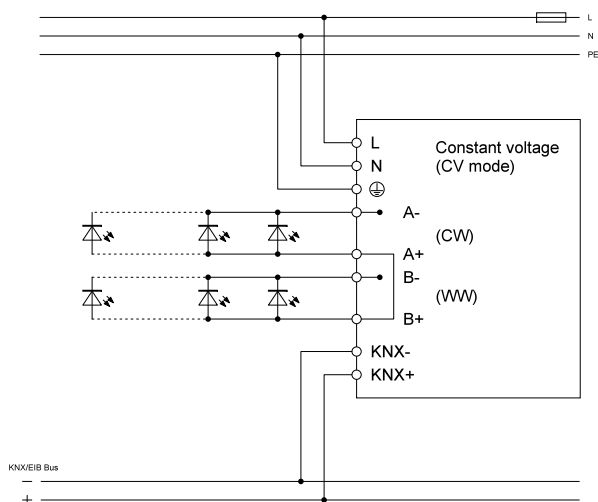 L
N
PE
L
Constant voltage
(CV mode)
N
A-
(CW)
A+
B-
(WW)
B+
KNX-
KNX+
KNX/EIB Bus
−
+